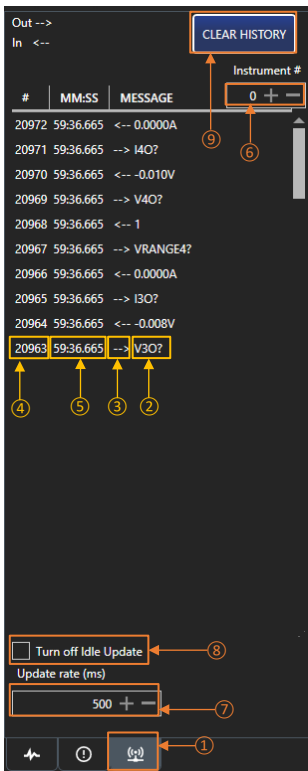 Out -->
In <--
CLEAR HISTORY
Instrument #
# MM:SS MESSAGE
0 + −
⑨
⑥
20972 59:36.665 <-- 0.0000A
20971 59:36.665 --> I4O?
20970 59:36.665 <-- -0.010V
20969 59:36.665 --> V4O?
20968 59:36.665 <-- 1
20967 59:36.665 --> VRANGE4?
20966 59:36.665 <-- 0.0000A
20965 59:36.665 --> I3O?
20964 59:36.665 <-- -0.008V
20963 59:36.665 --> V3O?
④ ⑤ ③ ②
Turn off Idle Update ⑧
Update rate (ms)
500 + − ⑦
①